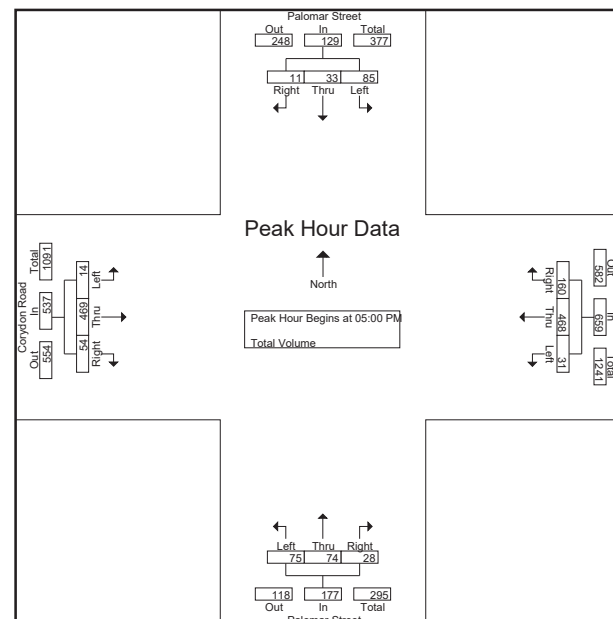 Palomar Street
Out In Total
248 129 377
11 33 85
Right Thru Left
Peak Hour Data
North
Peak Hour Begins at 05:00 PM
Total Volume
Corydon Road
Total In Out
1091 537 554
14 469 54
Left Thru Right
Right Thru Left
160 468 31
582 659 1241
Out In Total
Left Thru Right
75 74 28
118 177 295
Out In Total
Palomar Street